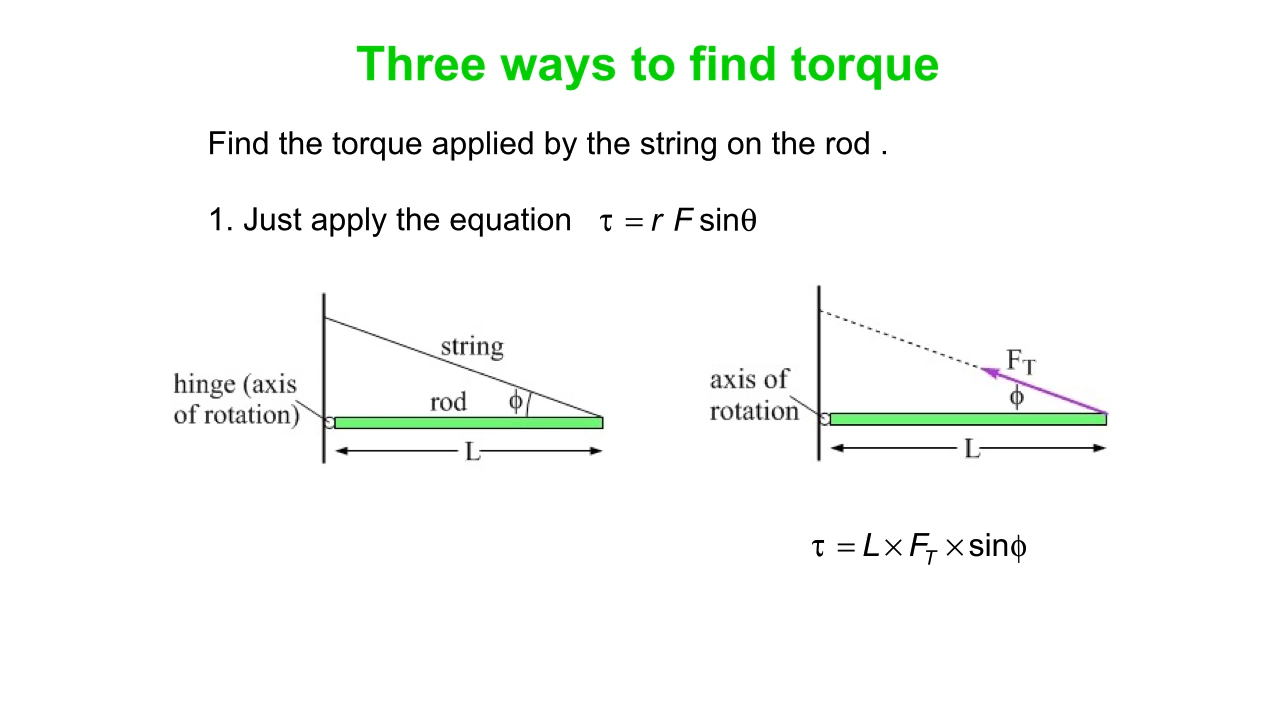 Three ways to find torque
Find the torque applied by the string on the rod .
1. Just apply the equation τ = r F sinθ
string
hinge (axis
of rotation)
rod
ϕ
L
F_T
axis of
rotation
ϕ
L
τ = L × F_T × sinϕ